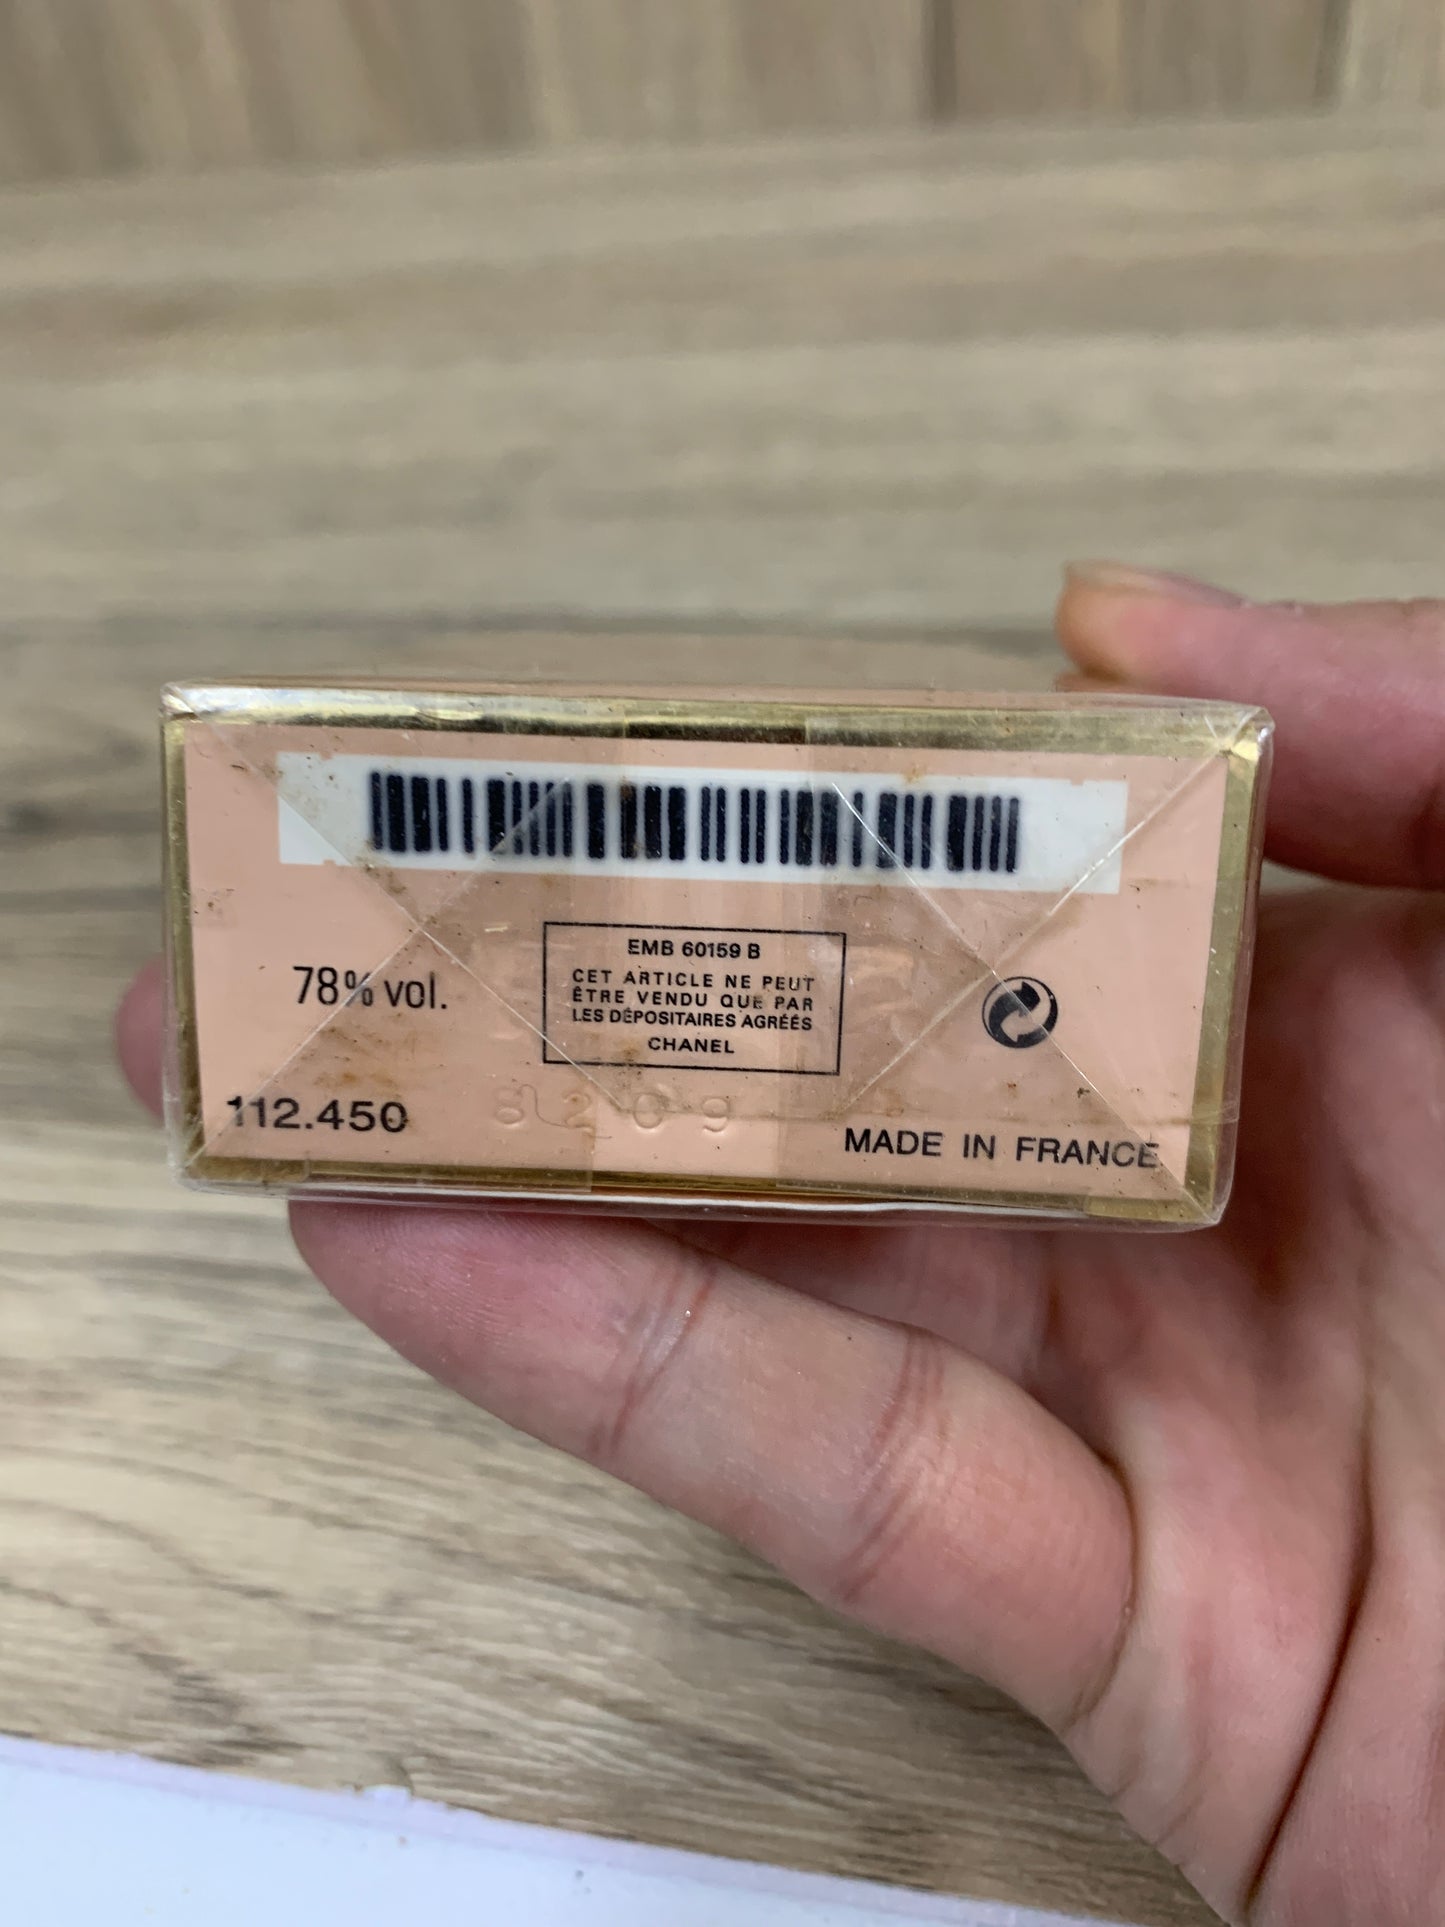 78% vol.
EMB 60159 B
CET ARTICLE NE PEUT
ÊTRE VENDU QUE PAR
LES DÉPOSITAIRES AGRÉÉS
CHANEL
112.450
8209
MADE IN FRANCE